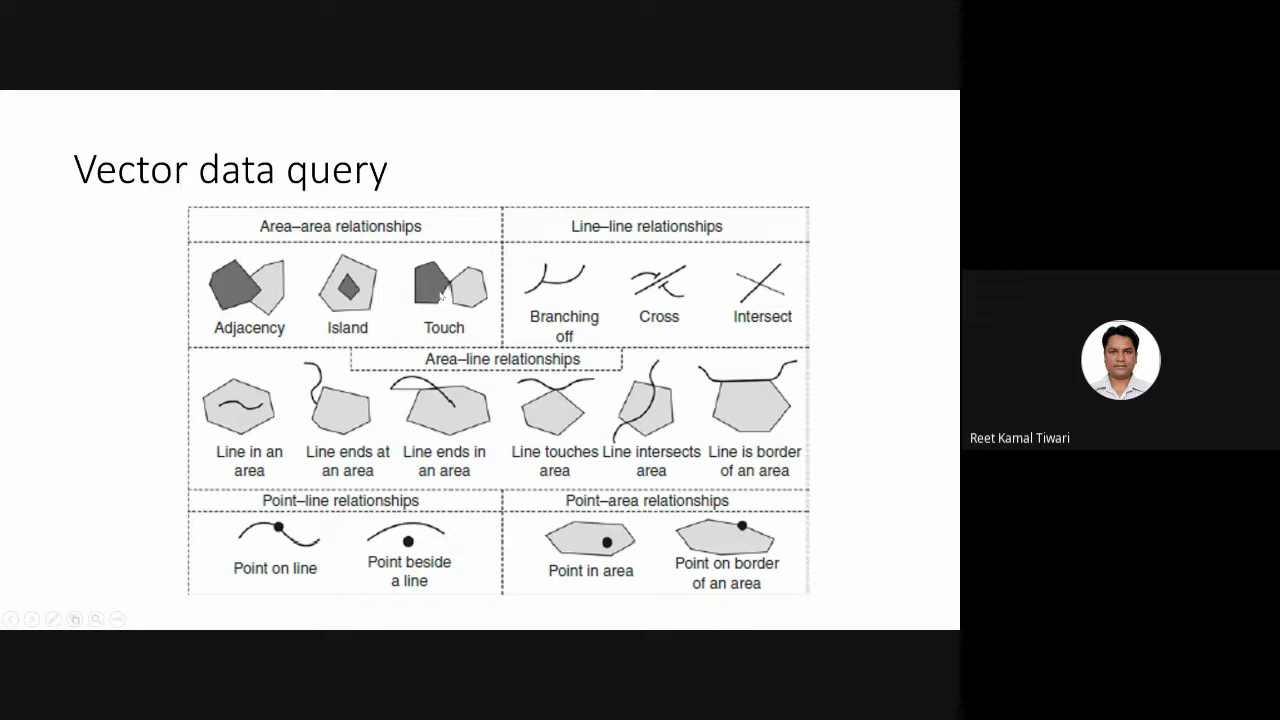 Vector data query
Area–area relationships
Line–line relationships
Adjacency
Island
Touch
Branching
off
Cross
Intersect
Area–line relationships
Line in an
area
Line ends at
an area
Line ends in
an area
Line touches
area
Line intersects
area
Line is border
of an area
Point–line relationships
Point–area relationships
Point on line
Point beside
a line
Point in area
Point on border
of an area
Reet Kamal Tiwari